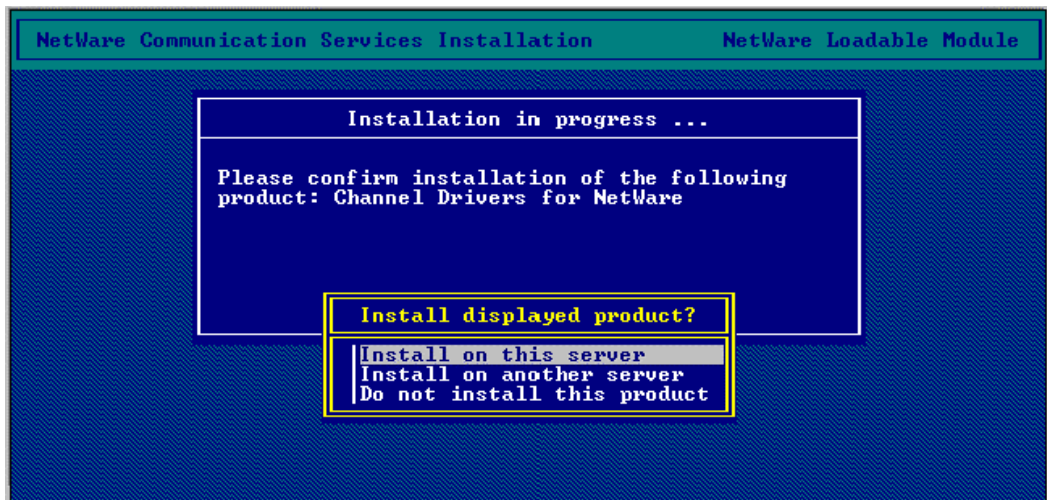 NetWare Communication Services Installation NetWare Loadable Module
Installation in progress ...
Please confirm installation of the following
product: Channel Drivers for NetWare
Install displayed product?
Install on this server
Install on another server
Do not install this product